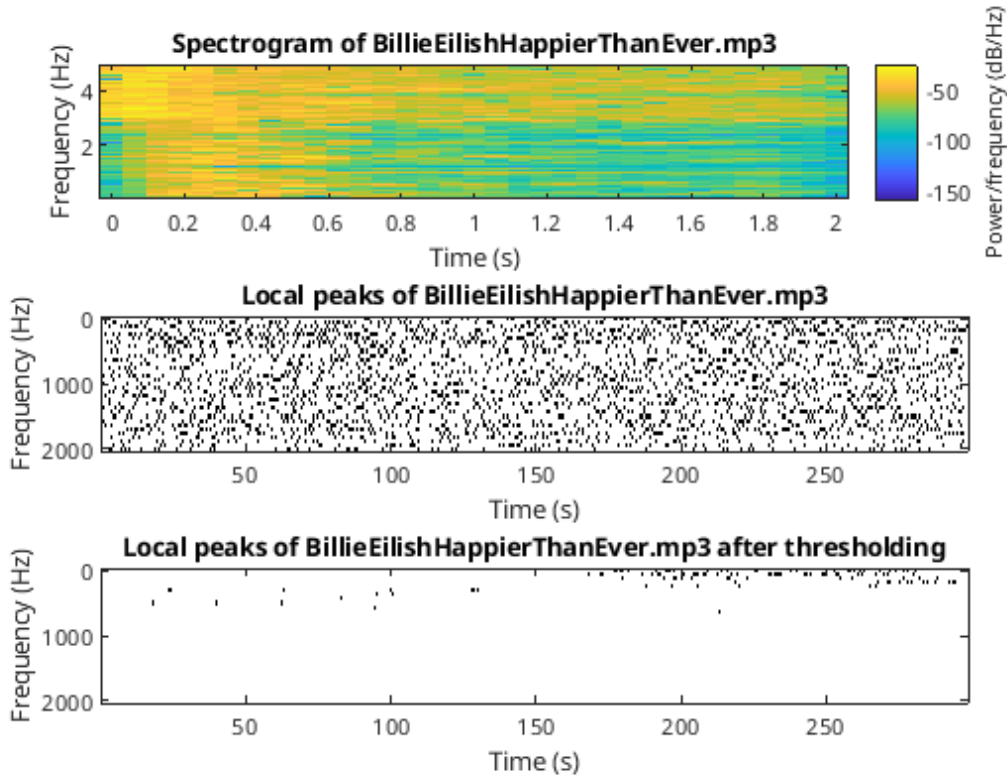 Spectrogram of BillieEilishHappierThanEver.mp3
Frequency (Hz)
4
2
0 0.2 0.4 0.6 0.8 1 1.2 1.4 1.6 1.8 2
Time (s)
-50
-100
-150
Power/frequency (dB/Hz)
Local peaks of BillieEilishHappierThanEver.mp3
Frequency (Hz)
0
1000
2000
50 100 150 200 250
Time (s)
Local peaks of BillieEilishHappierThanEver.mp3 after thresholding
Frequency (Hz)
0
1000
2000
50 100 150 200 250
Time (s)